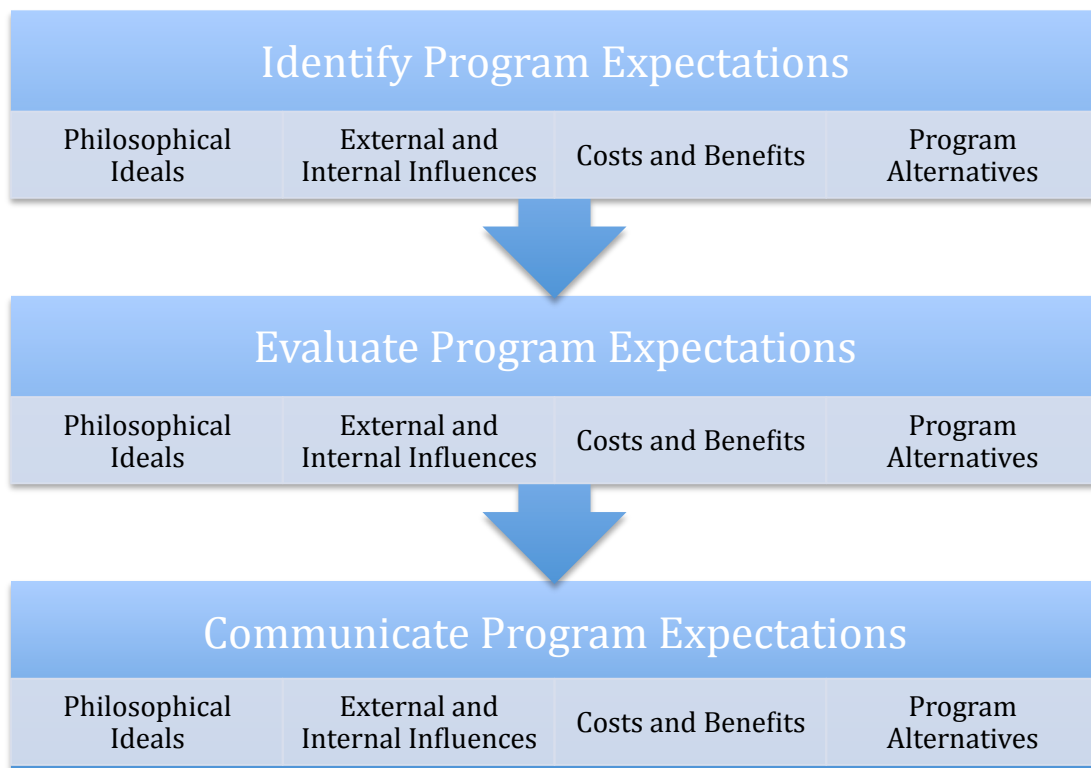 Identify Program Expectations
Philosophical
Ideals
External and
Internal Influences
Costs and Benefits
Program
Alternatives
Evaluate Program Expectations
Philosophical
Ideals
External and
Internal Influences
Costs and Benefits
Program
Alternatives
Communicate Program Expectations
Philosophical
Ideals
External and
Internal Influences
Costs and Benefits
Program
Alternatives